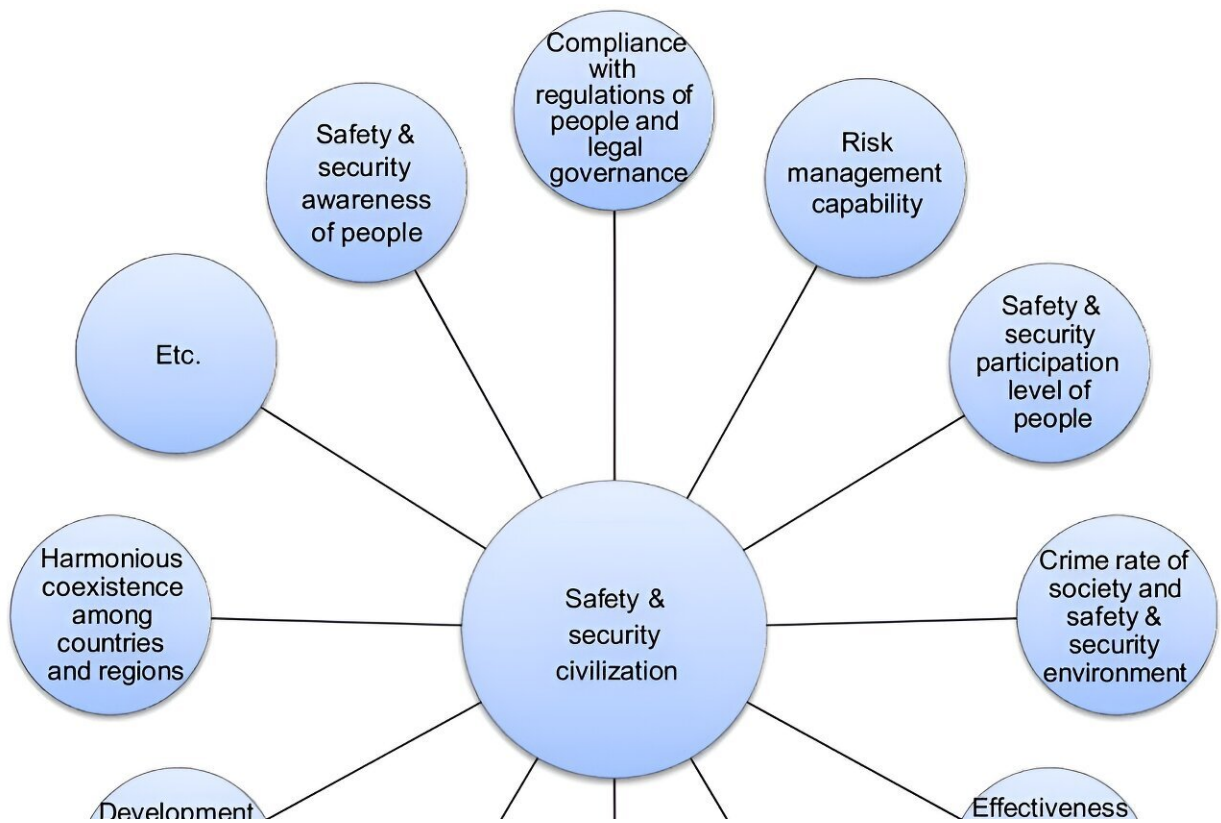 Compliance
with
regulations of
people and
legal
governance
Safety &
security
awareness
of people
Risk
management
capability
Etc.
Safety &
security
participation
level of
people
Harmonious
coexistence
among
countries
and regions
Safety &
security
civilization
Crime rate of
society and
safety &
security
environment
Development
Effectiveness